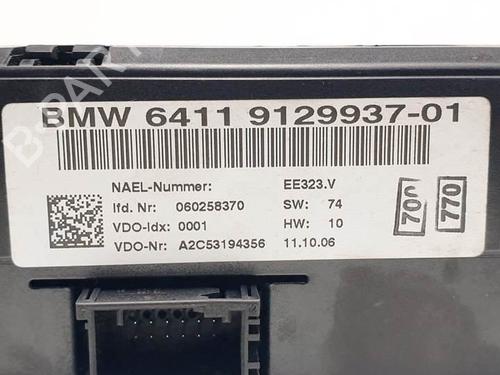 BMW 6411 9129937-01
NAEL-Nummer: EE323.V
lfd. Nr: 060258370 SW: 74
VDO-Idx: 0001 HW: 10
VDO-Nr: A2C53194356 11.10.06
770
B-PARTS